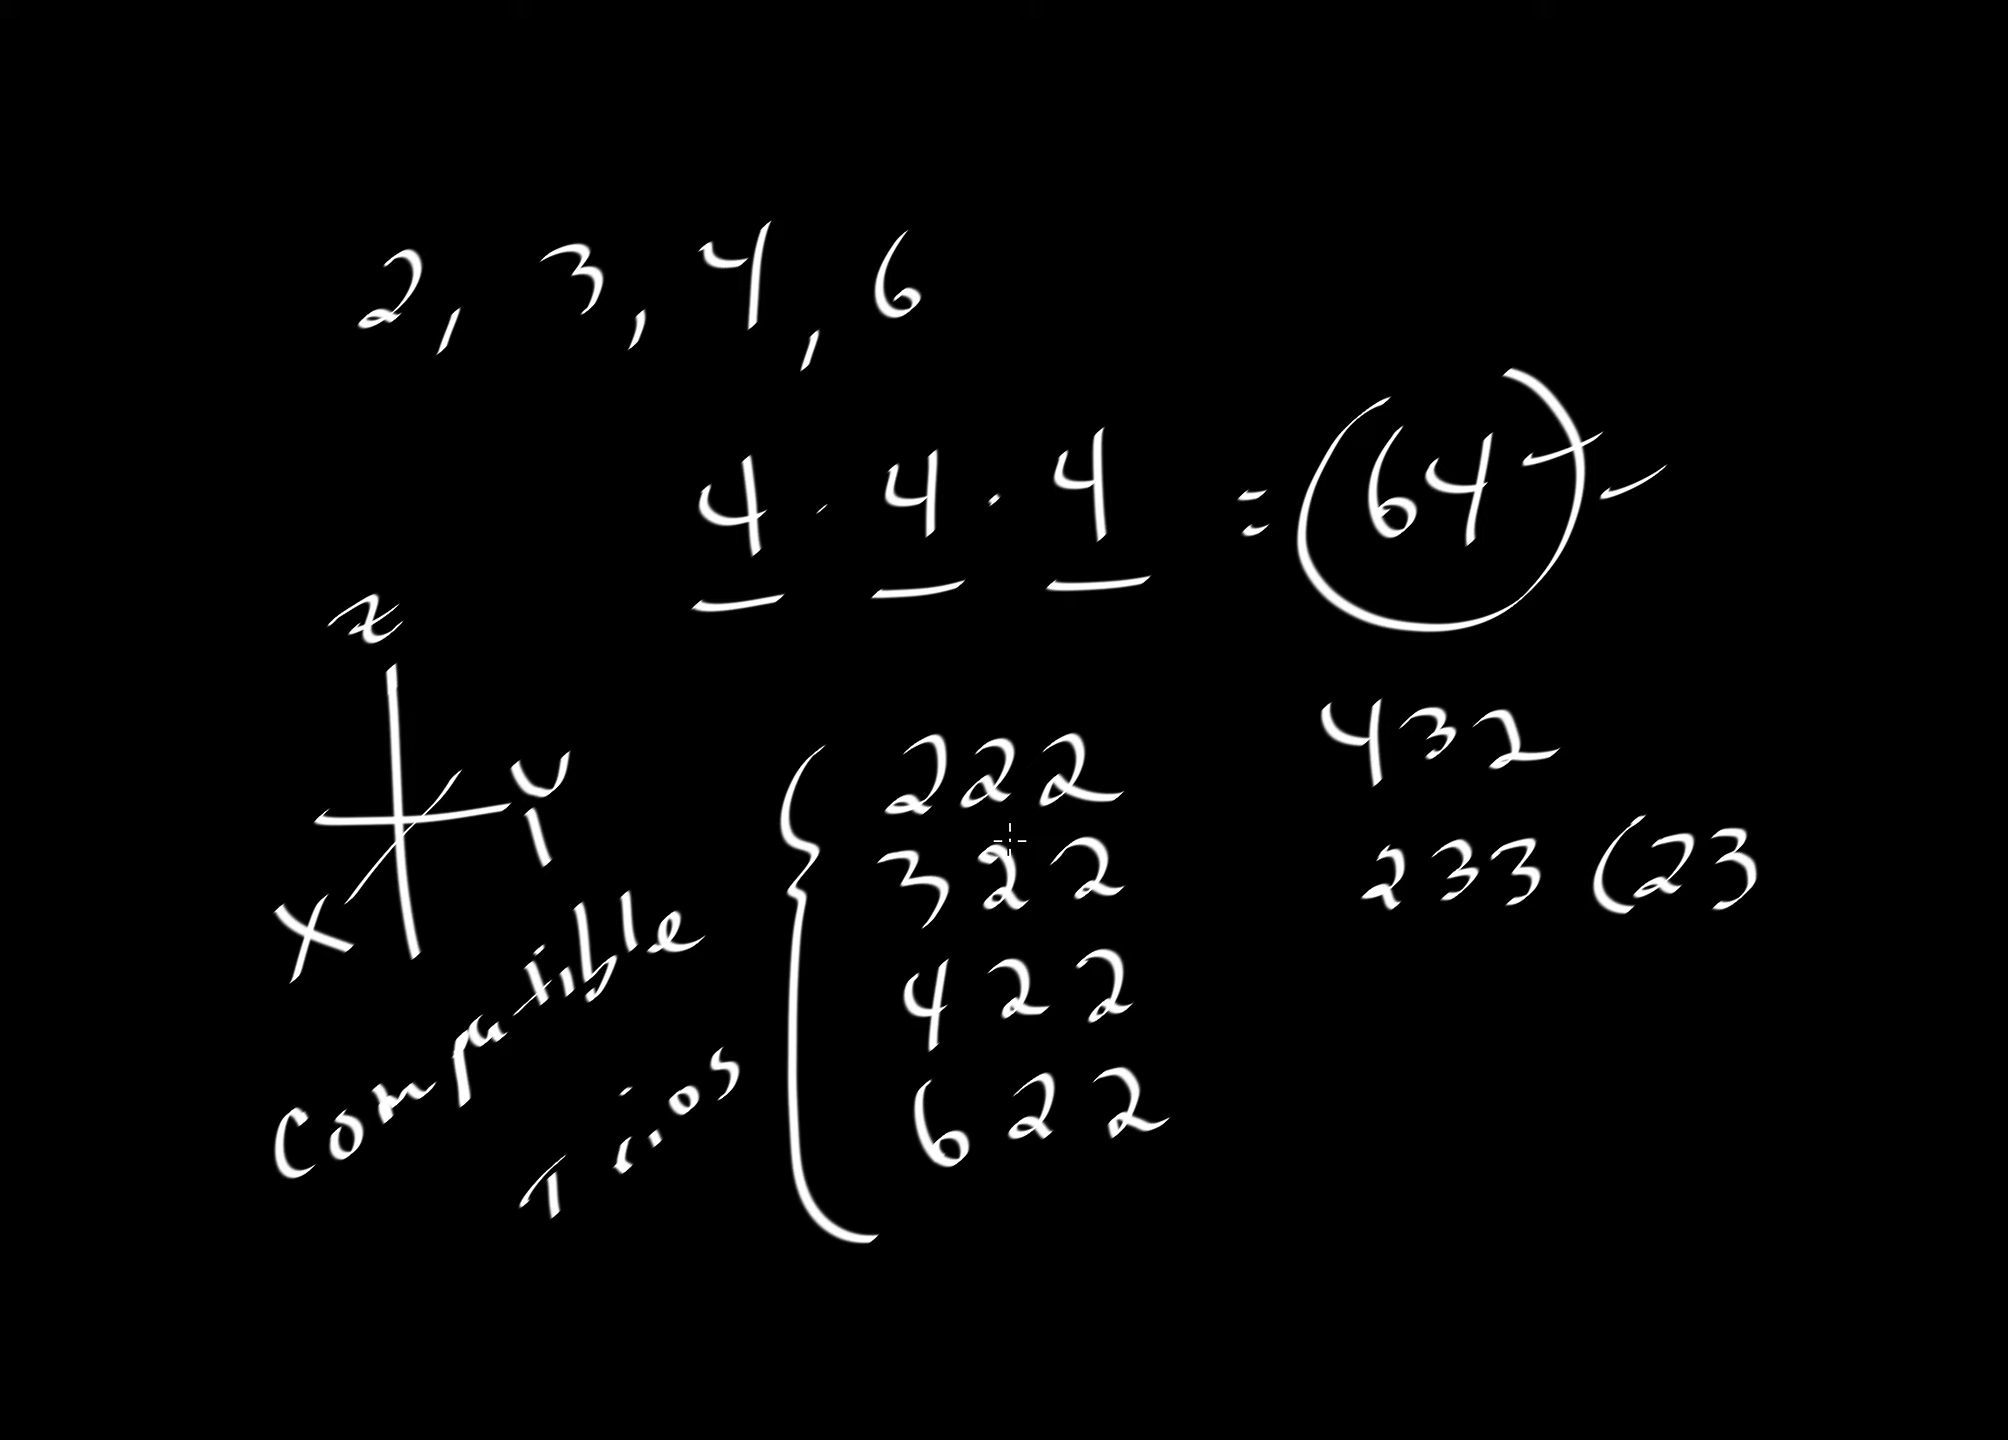 2, 3, 4, 6
4 · 4 · 4 = 64
z
y
x
Compatible
Trios
222
322
422
622
432
233 (23